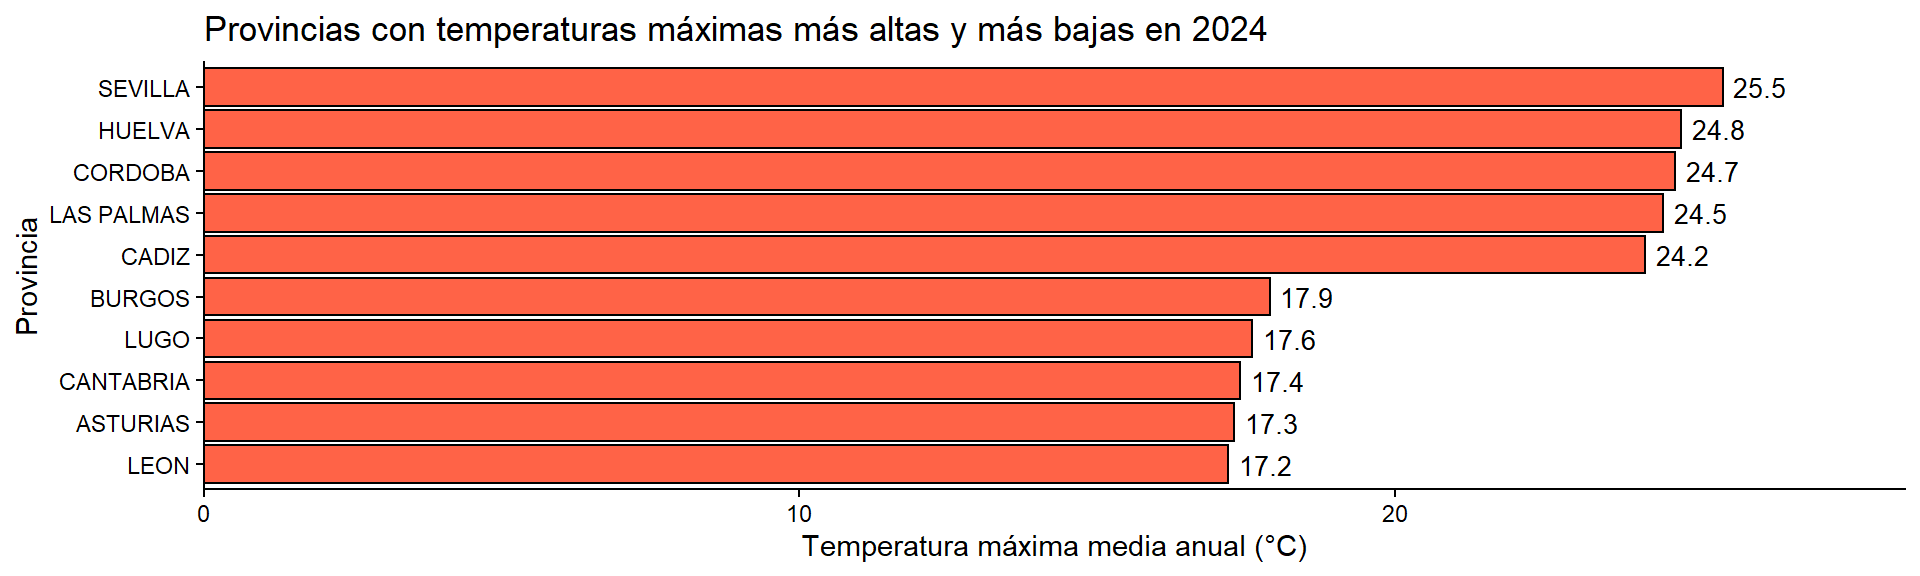 Provincias con temperaturas máximas más altas y más bajas en 2024
Provincia
SEVILLA 25.5
HUELVA 24.8
CORDOBA 24.7
LAS PALMAS 24.5
CADIZ 24.2
BURGOS 17.9
LUGO 17.6
CANTABRIA 17.4
ASTURIAS 17.3
LEON 17.2
0 10 20
Temperatura máxima media anual (°C)